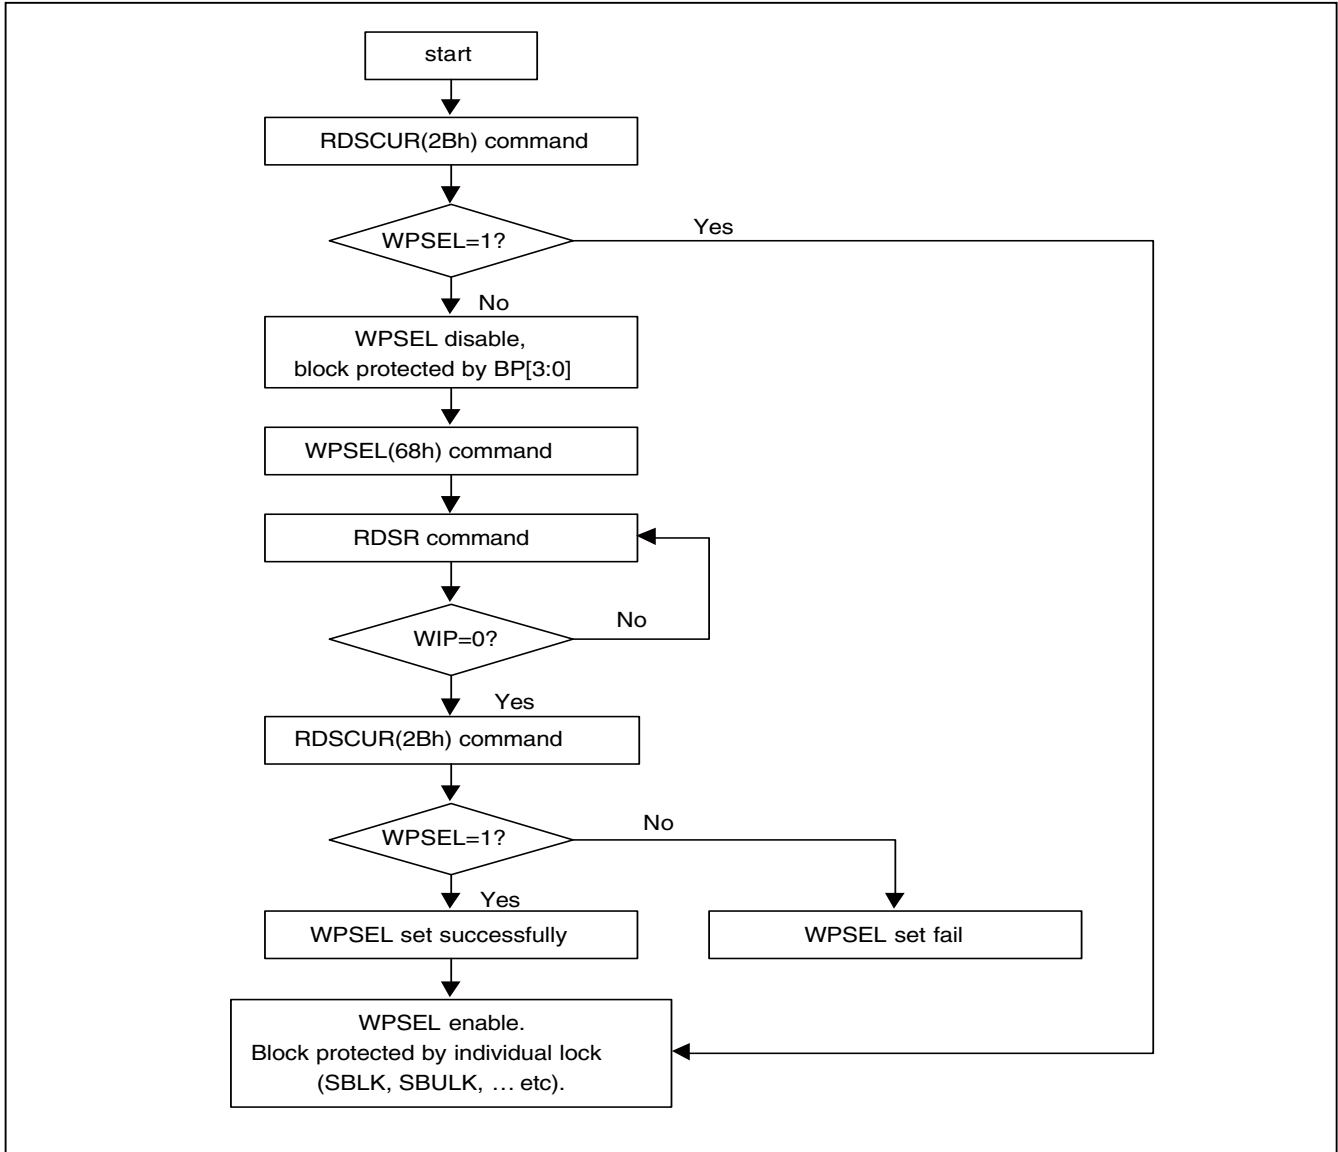 start
RDSCUR(2Bh) command
WPSEL=1?
Yes
No
WPSEL disable,
block protected by BP[3:0]
WPSEL(68h) command
RDSR command
WIP=0?
No
Yes
RDSCUR(2Bh) command
WPSEL=1?
No
Yes
WPSEL set successfully
WPSEL set fail
WPSEL enable.
Block protected by individual lock
(SBLK, SBULK, … etc).